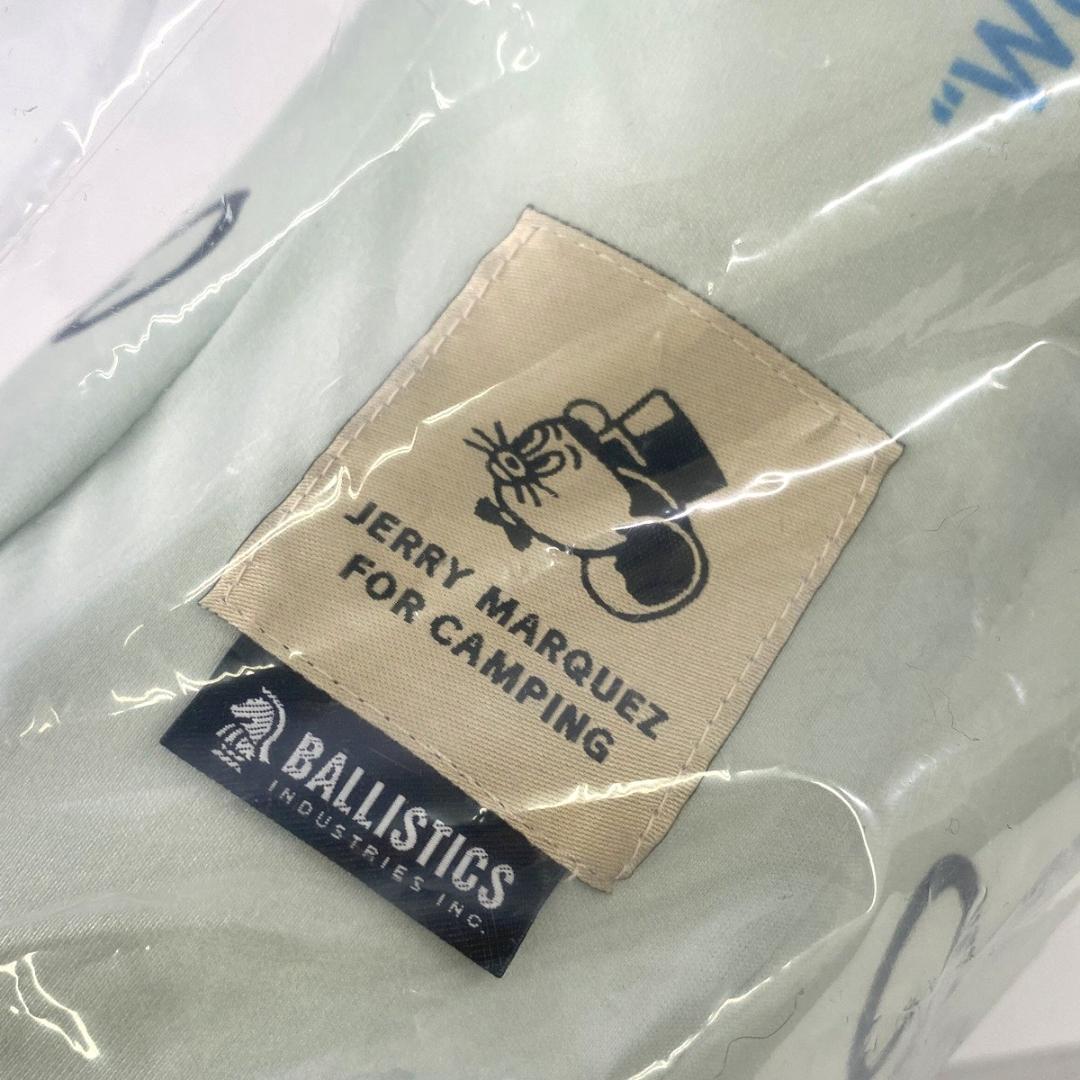 JERRY MARQUEZ
FOR CAMPING
BALLISTICS
INDUSTRIES INC.